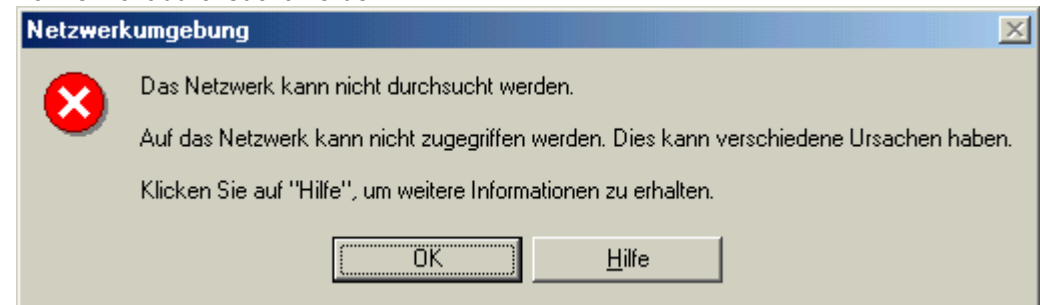 Netzwerkumgebung
Das Netzwerk kann nicht durchsucht werden.
Auf das Netzwerk kann nicht zugegriffen werden. Dies kann verschiedene Ursachen haben.
Klicken Sie auf "Hilfe", um weitere Informationen zu erhalten.
OK
Hilfe